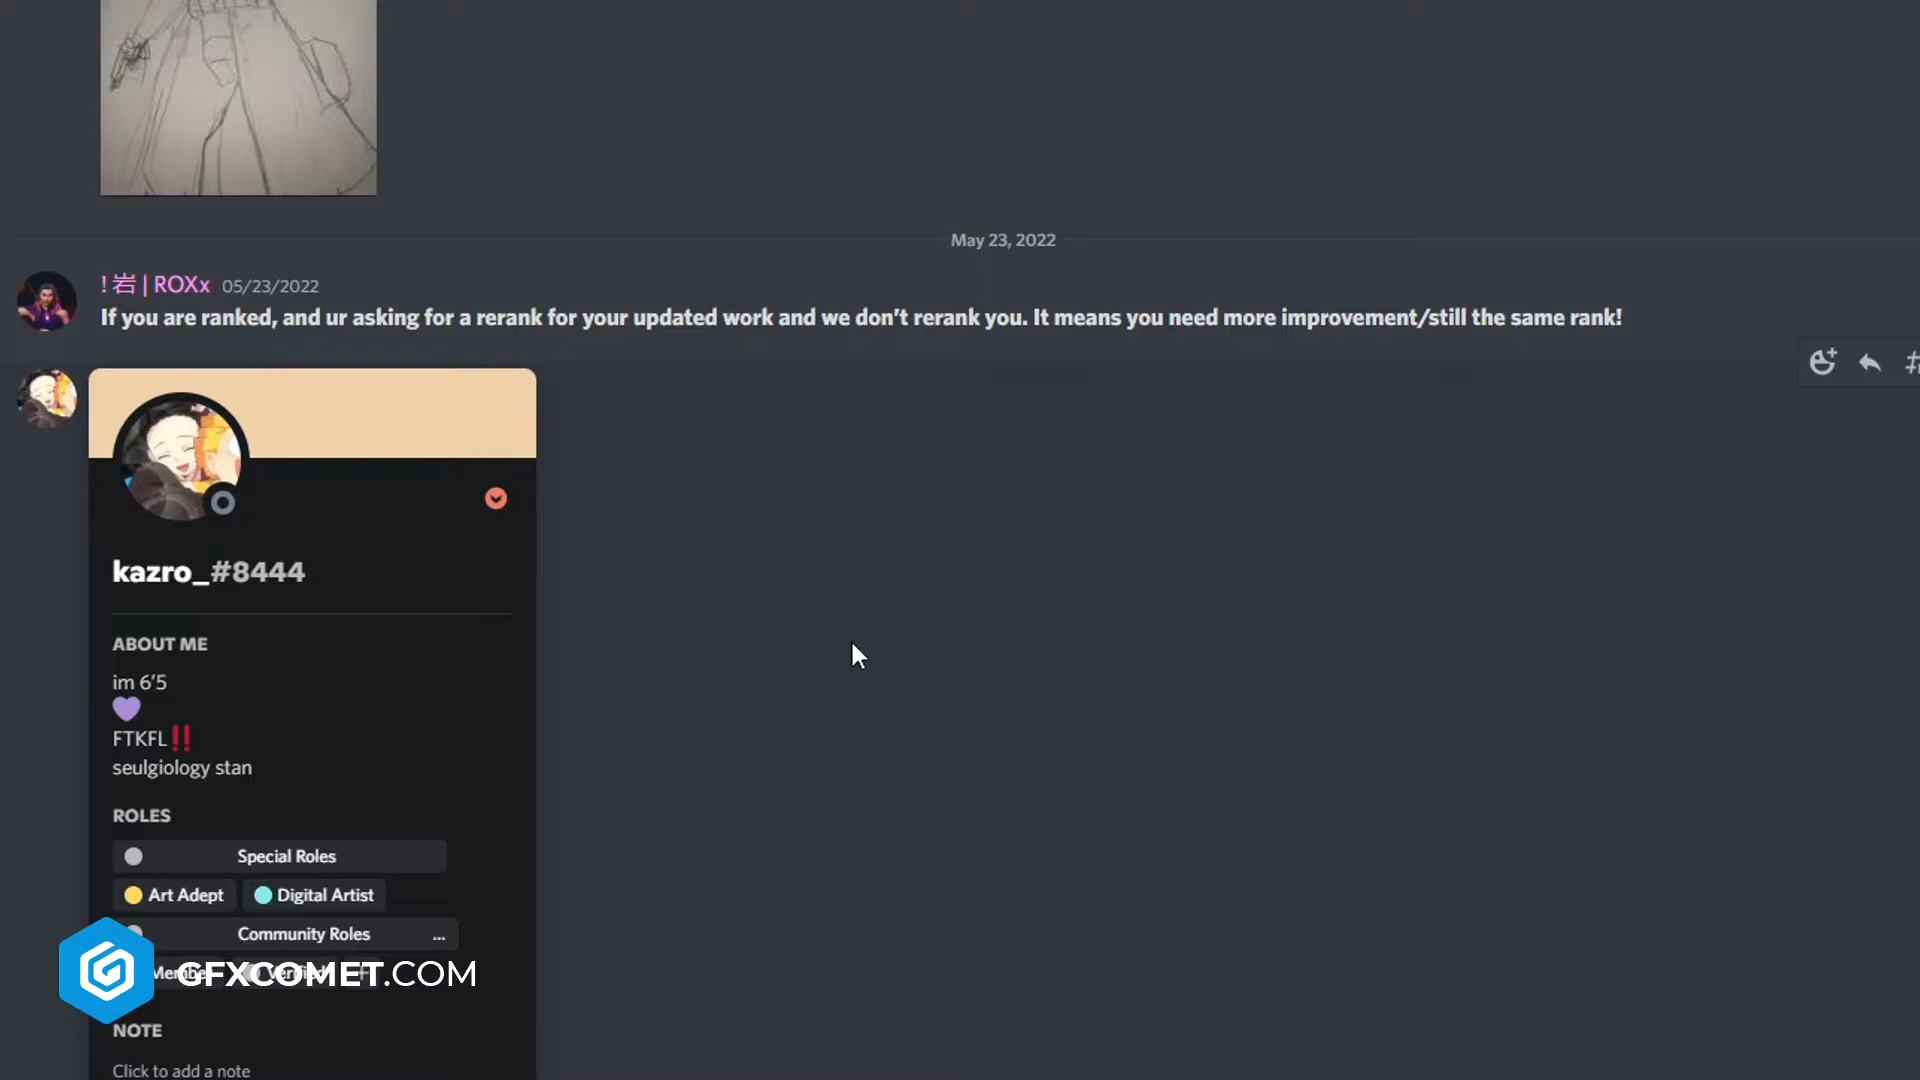 May 23, 2022
! 岩 | ROXx 05/23/2022
If you are ranked, and ur asking for a rerank for your updated work and we don't rerank you. It means you need more improvement/still the same rank!
kazro_#8444
ABOUT ME
im 6'5
FTKFL‼
seulgiology stan
ROLES
Special Roles
Art Adept Digital Artist
Community Roles ...
Member Verified +
GFXCOMET.COM
NOTE
Click to add a note